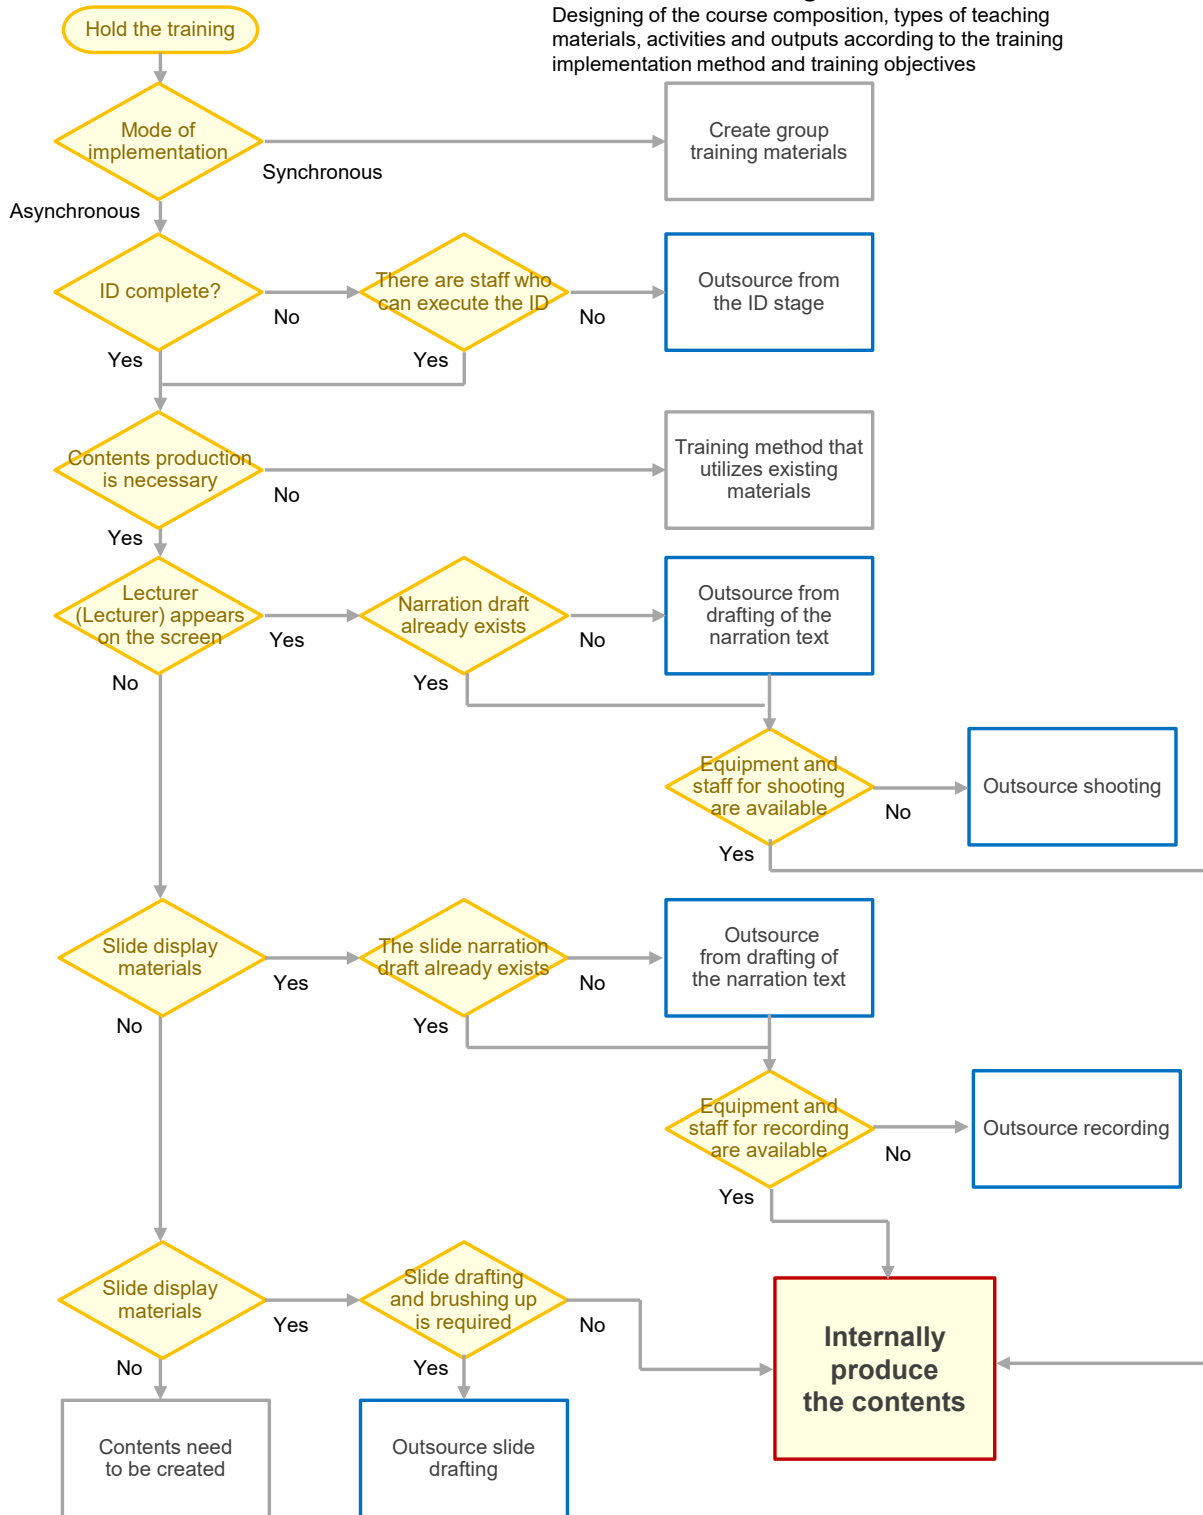 Hold the training
Designing of the course composition, types of teaching
materials, activities and outputs according to the training
implementation method and training objectives
Mode of
implementation
Synchronous
Create group
training materials
Asynchronous
ID complete?
No
There are staff who
can execute the ID
No
Outsource from
the ID stage
Yes
Yes
Contents production
is necessary
No
Training method that
utilizes existing
materials
Yes
Lecturer
(Lecturer) appears
on the screen
Yes
Narration draft
already exists
No
Outsource from
drafting of the
narration text
No
Yes
Equipment and
staff for shooting
are available
No
Outsource shooting
Yes
Slide display
materials
Yes
The slide narration
draft already exists
No
Outsource
from drafting of
the narration text
No
Yes
Equipment and
staff for recording
are available
No
Outsource recording
Yes
Slide display
materials
Yes
Slide drafting
and brushing up
is required
No
Internally
produce
the contents
No
Yes
Contents need
to be created
Outsource slide
drafting